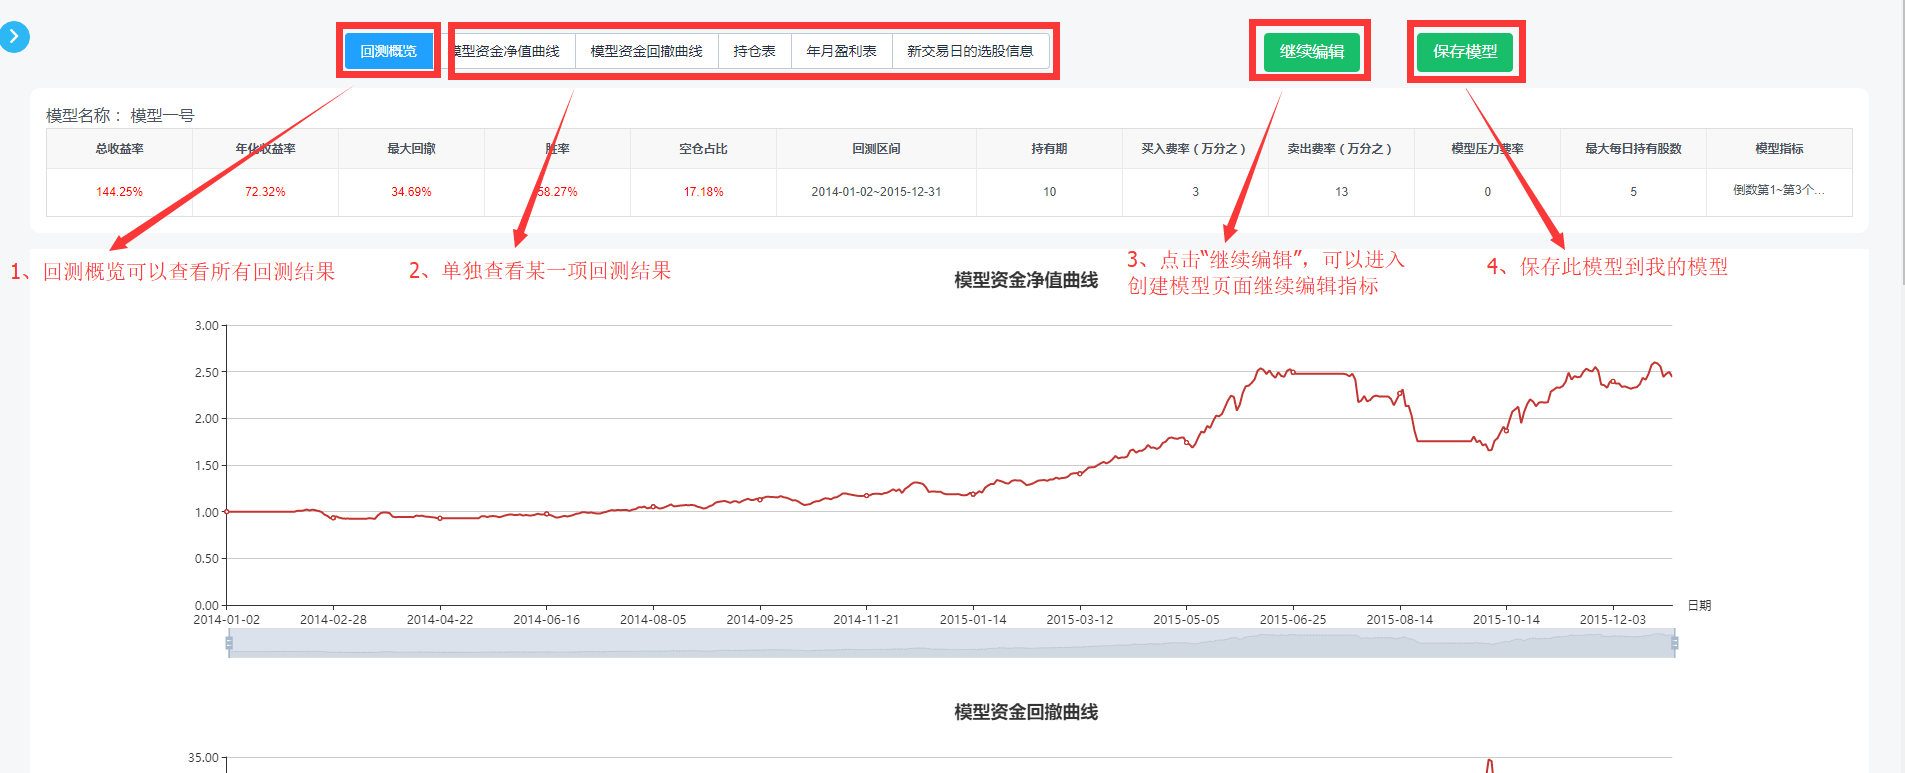 回测概览 模型资金净值曲线 模型资金回撤曲线 持仓表 年月盈利表 新交易日的选股信息 继续编辑 保存模型
模型名称： 模型一号
总收益率 年化收益率 最大回撤 胜率 空仓占比 回测区间 持有期 买入费率（万分之） 卖出费率（万分之） 模型压力费率 最大每日持有股数 模型指标
144.25% 72.32% 34.69% 58.27% 17.18% 2014-01-02~2015-12-31 10 3 13 0 5 倒数第1~第3个...
1、回测概览可以查看所有回测结果
2、单独查看某一项回测结果
3、点击“继续编辑”，可以进入
创建模型页面继续编辑指标
4、保存此模型到我的模型
模型资金净值曲线
3.00
2.50
2.00
1.50
1.00
0.50
0.00
日期
2014-01-02 2014-02-28 2014-04-22 2014-06-16 2014-08-05 2014-09-25 2014-11-21 2015-01-14 2015-03-12 2015-05-05 2015-06-25 2015-08-14 2015-10-14 2015-12-03
模型资金回撤曲线
35.00